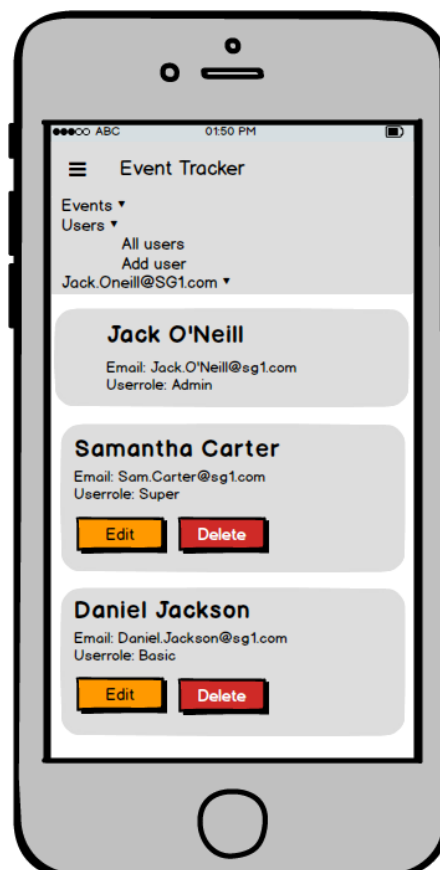 ABC 01:50 PM
Event Tracker
Events ▾
Users ▾
All users
Add user
Jack.Oneill@SG1.com ▾
Jack O'Neill
Email: Jack.O'Neill@sg1.com
Userrole: Admin
Samantha Carter
Email: Sam.Carter@sg1.com
Userrole: Super
Edit Delete
Daniel Jackson
Email: Daniel.Jackson@sg1.com
Userrole: Basic
Edit Delete